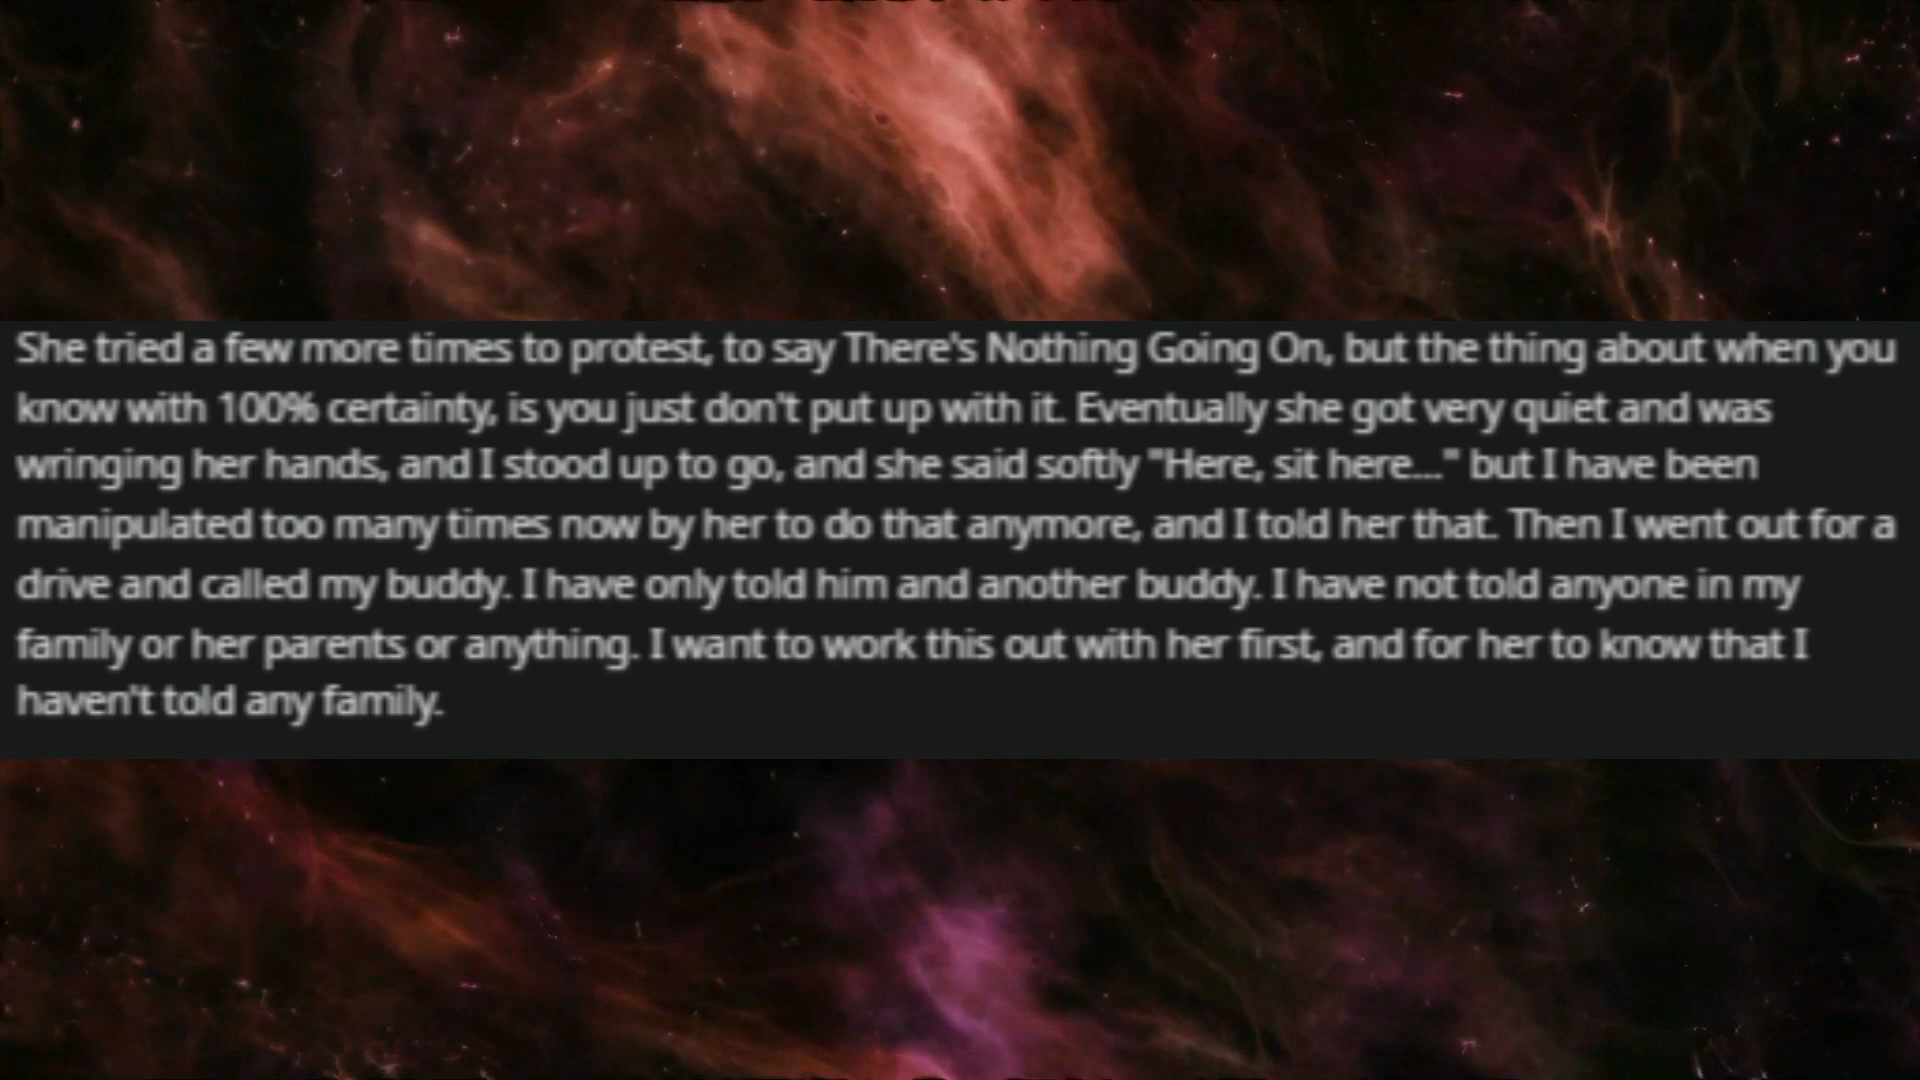 She tried a few more times to protest, to say There's Nothing Going On, but the thing about when you
know with 100% certainty, is you just don't put up with it. Eventually she got very quiet and was
wringing her hands, and I stood up to go, and she said softly "Here, sit here..." but I have been
manipulated too many times now by her to do that anymore, and I told her that. Then I went out for a
drive and called my buddy. I have only told him and another buddy. I have not told anyone in my
family or her parents or anything. I want to work this out with her first, and for her to know that I
haven't told any family.